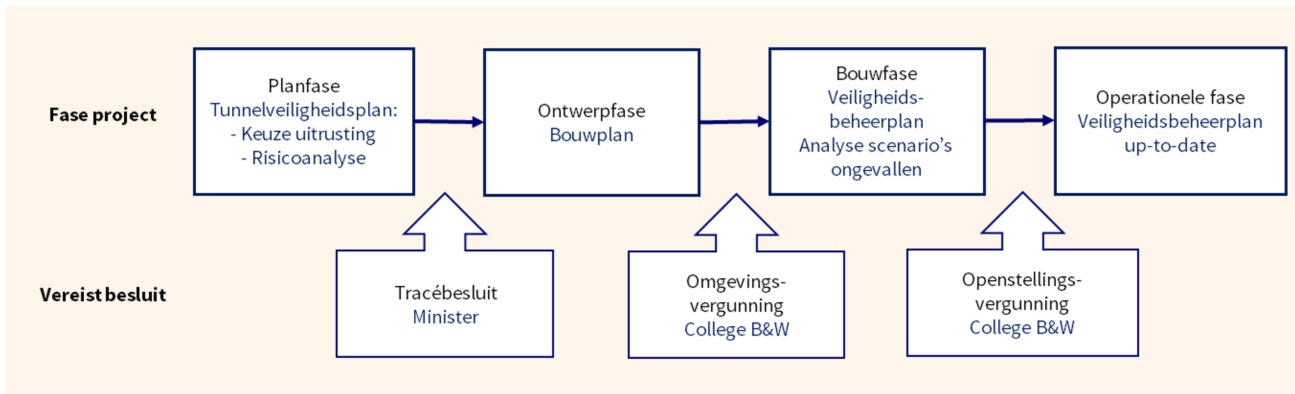 Fase project
Planfase
Tunnelveiligheidsplan:
- Keuze uitrusting
- Risicoanalyse
Ontwerpfase
Bouwplan
Bouwfase
Veiligheids-
beheerplan
Analyse scenario's
ongevallen
Operationele fase
Veiligheidsbeheerplan
up-to-date
Vereist besluit
Tracébesluit
Minister
Omgevings-
vergunning
College B&W
Openstellings-
vergunning
College B&W